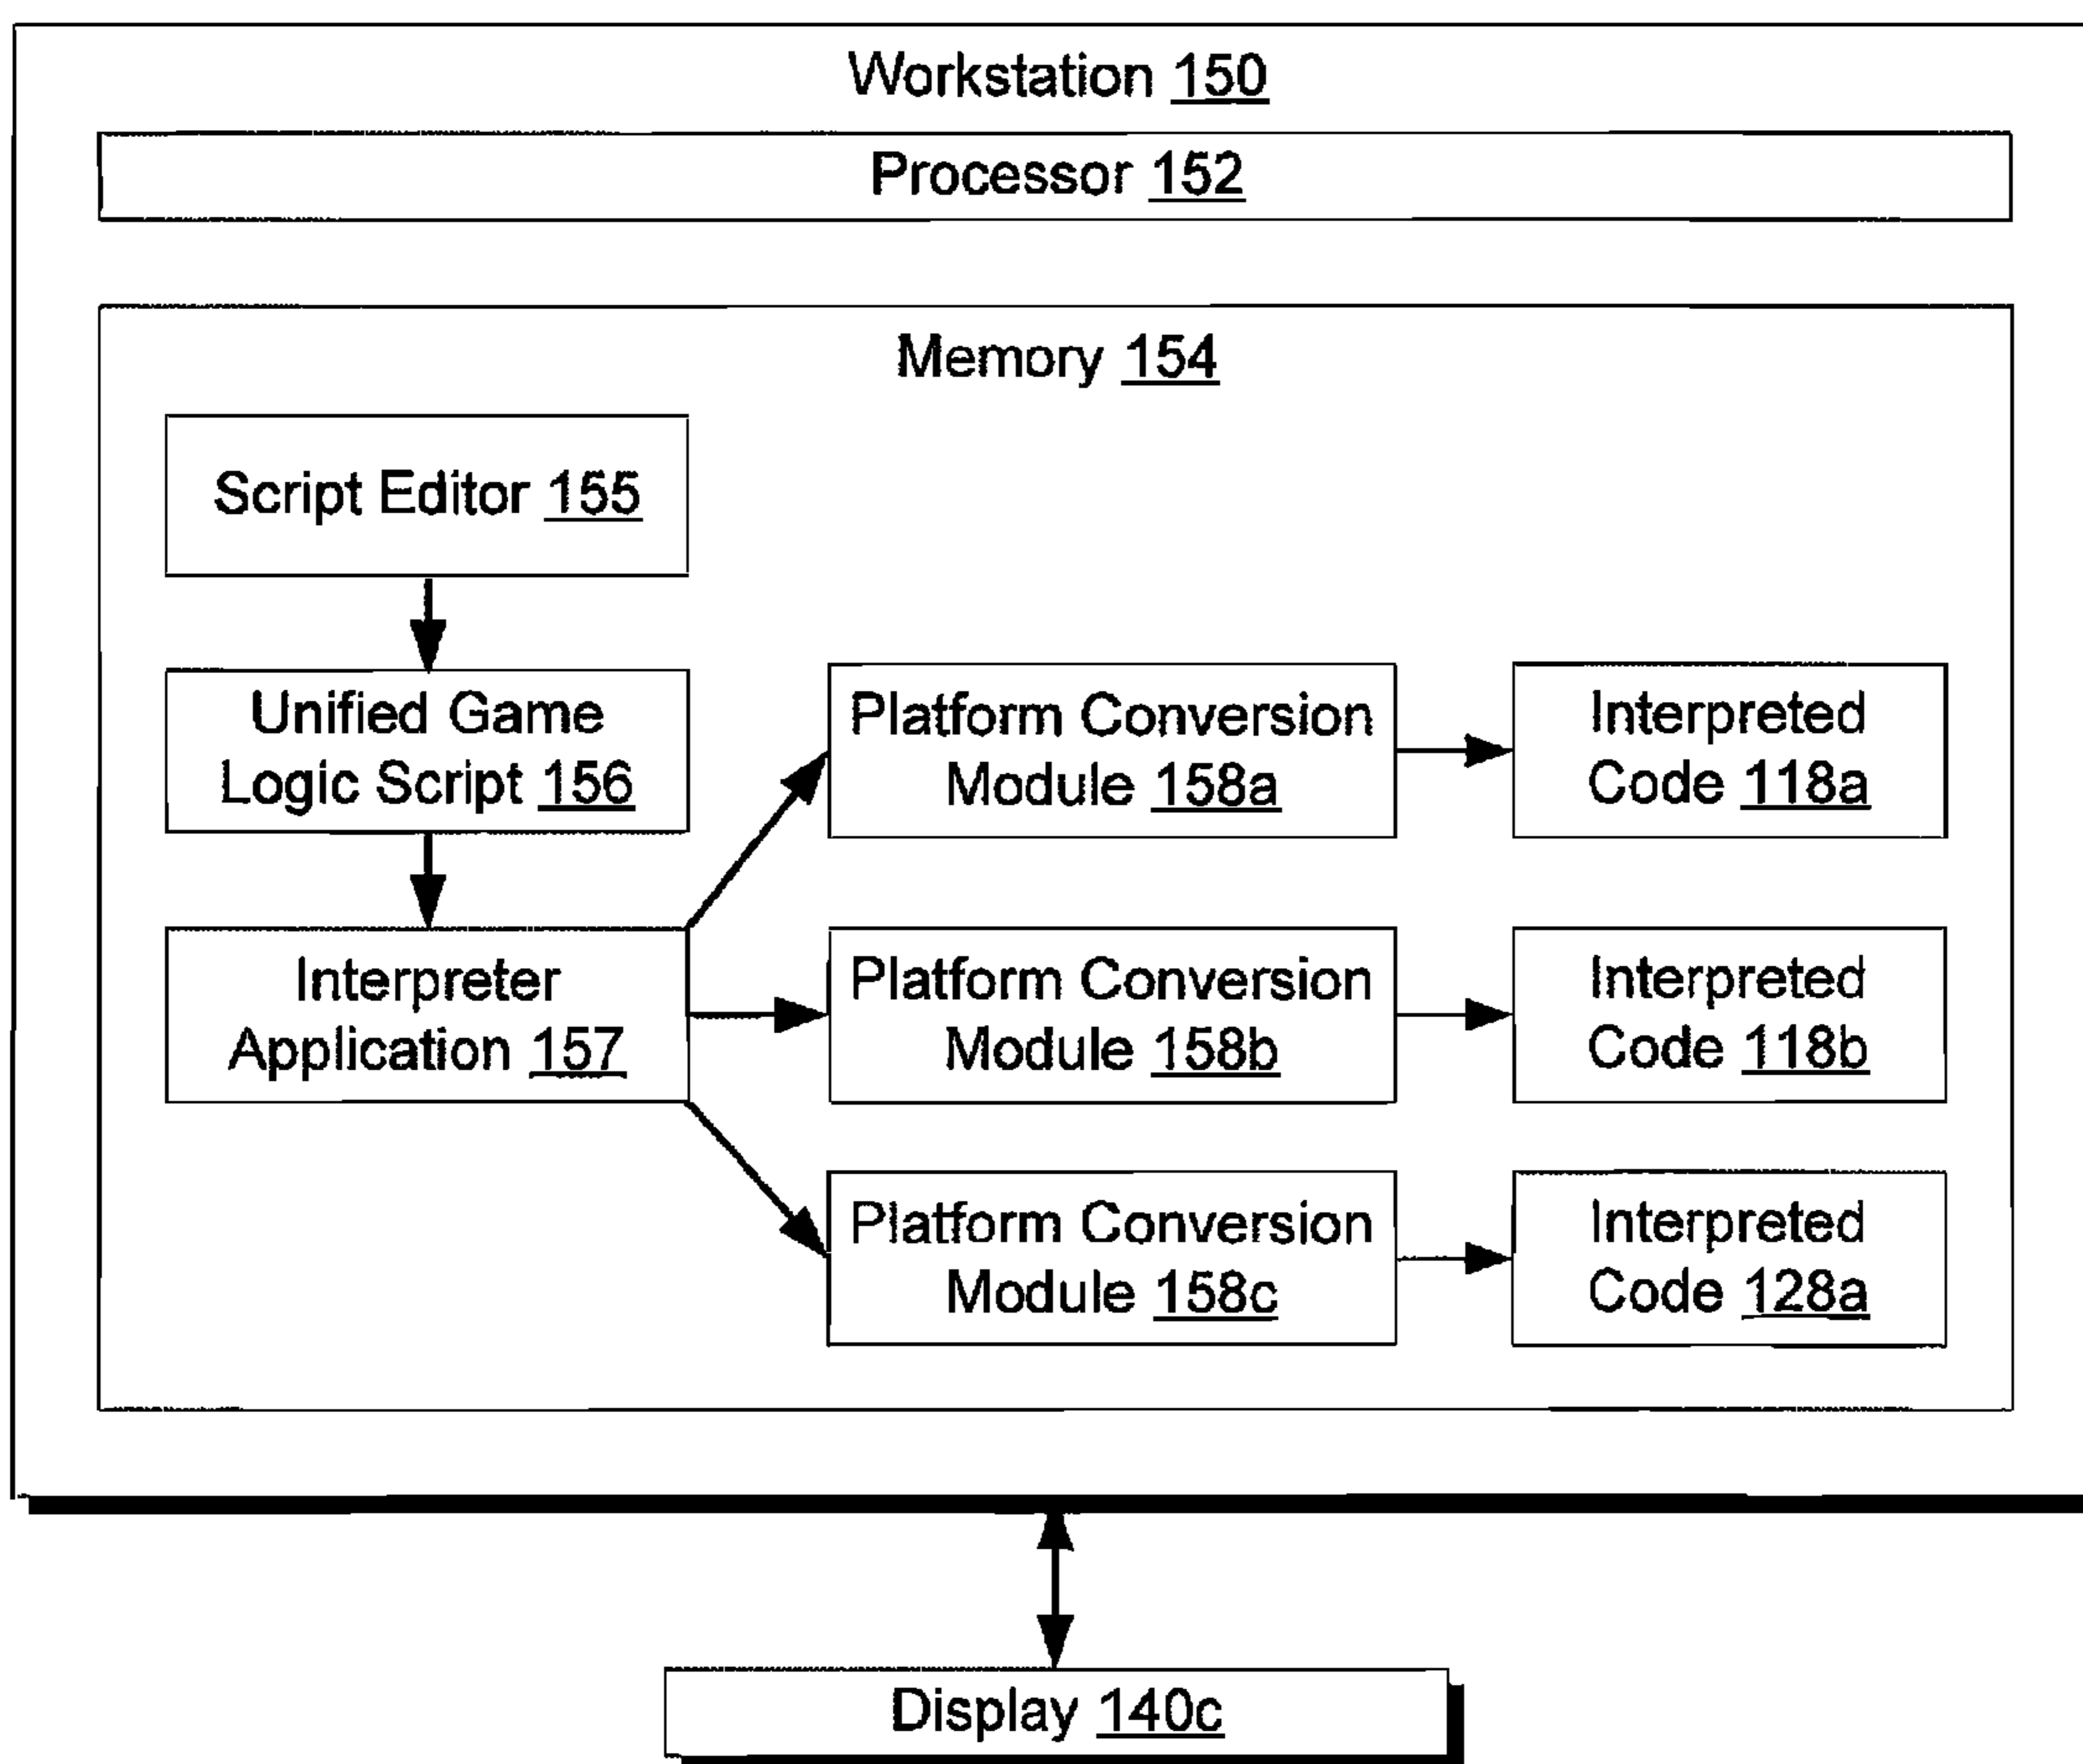 Workstation 150
Processor 152
Memory 154
Script Editor 155
Unified Game
Logic Script 156
Interpreter
Application 157
Platform Conversion
Module 158a
Interpreted
Code 118a
Platform Conversion
Module 158b
Interpreted
Code 118b
Platform Conversion
Module 158c
Interpreted
Code 128a
Display 140c